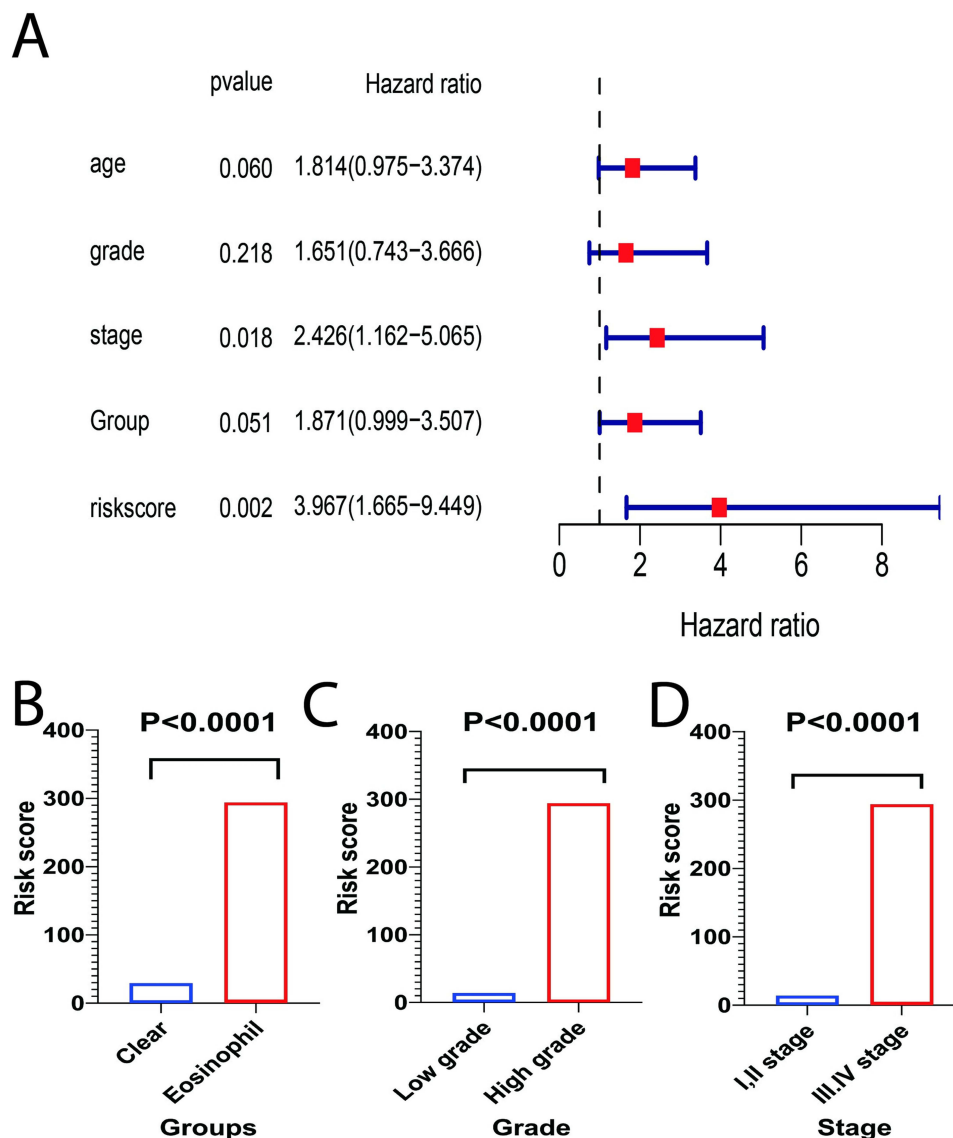 A
pvalue Hazard ratio
age 0.060 1.814(0.975−3.374)
grade 0.218 1.651(0.743−3.666)
stage 0.018 2.426(1.162−5.065)
Group 0.051 1.871(0.999−3.507)
riskscore 0.002 3.967(1.665−9.449)
0 2 4 6 8
Hazard ratio
B
P<0.0001
400
300
200
100
0
Risk score
Clear
Eosinophil
Groups
C
P<0.0001
400
300
200
100
0
Risk score
Low grade
High grade
Grade
D
P<0.0001
400
300
200
100
0
Risk score
I,II stage
III.IV stage
Stage